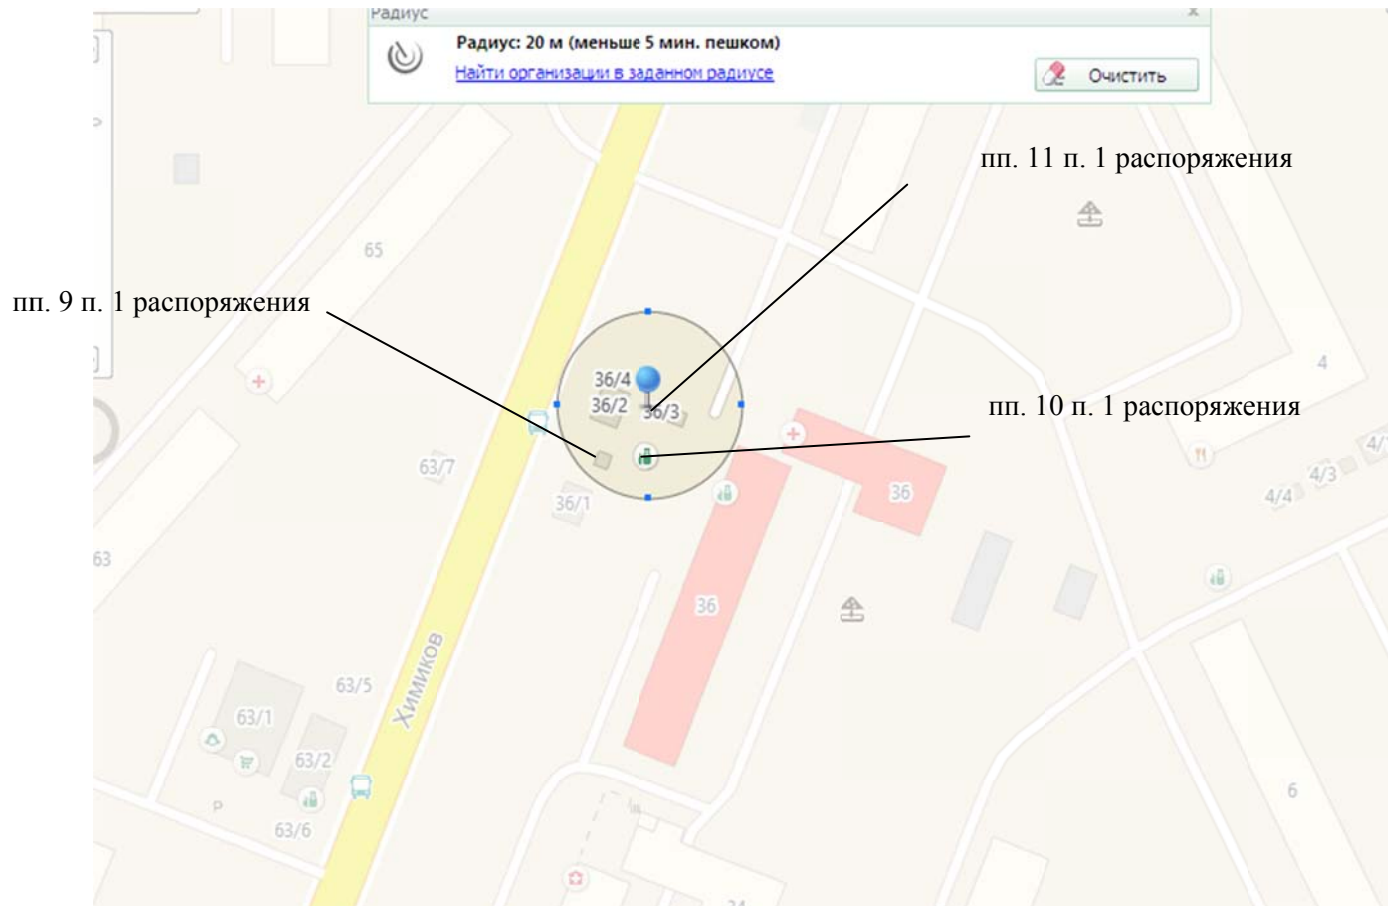 Радиус
x
Радиус: 20 м (меньше 5 мин. пешком)
Найти организации в заданном радиусе
Очистить
пп. 11 п. 1 распоряжения
65
пп. 9 п. 1 распоряжения
4
36/4
36/2
36/3
пп. 10 п. 1 распоряжения
63/7
36/1
36
4/3
4/4
63
36
Химиков
63/5
63/1
63/2
P
63/6
6